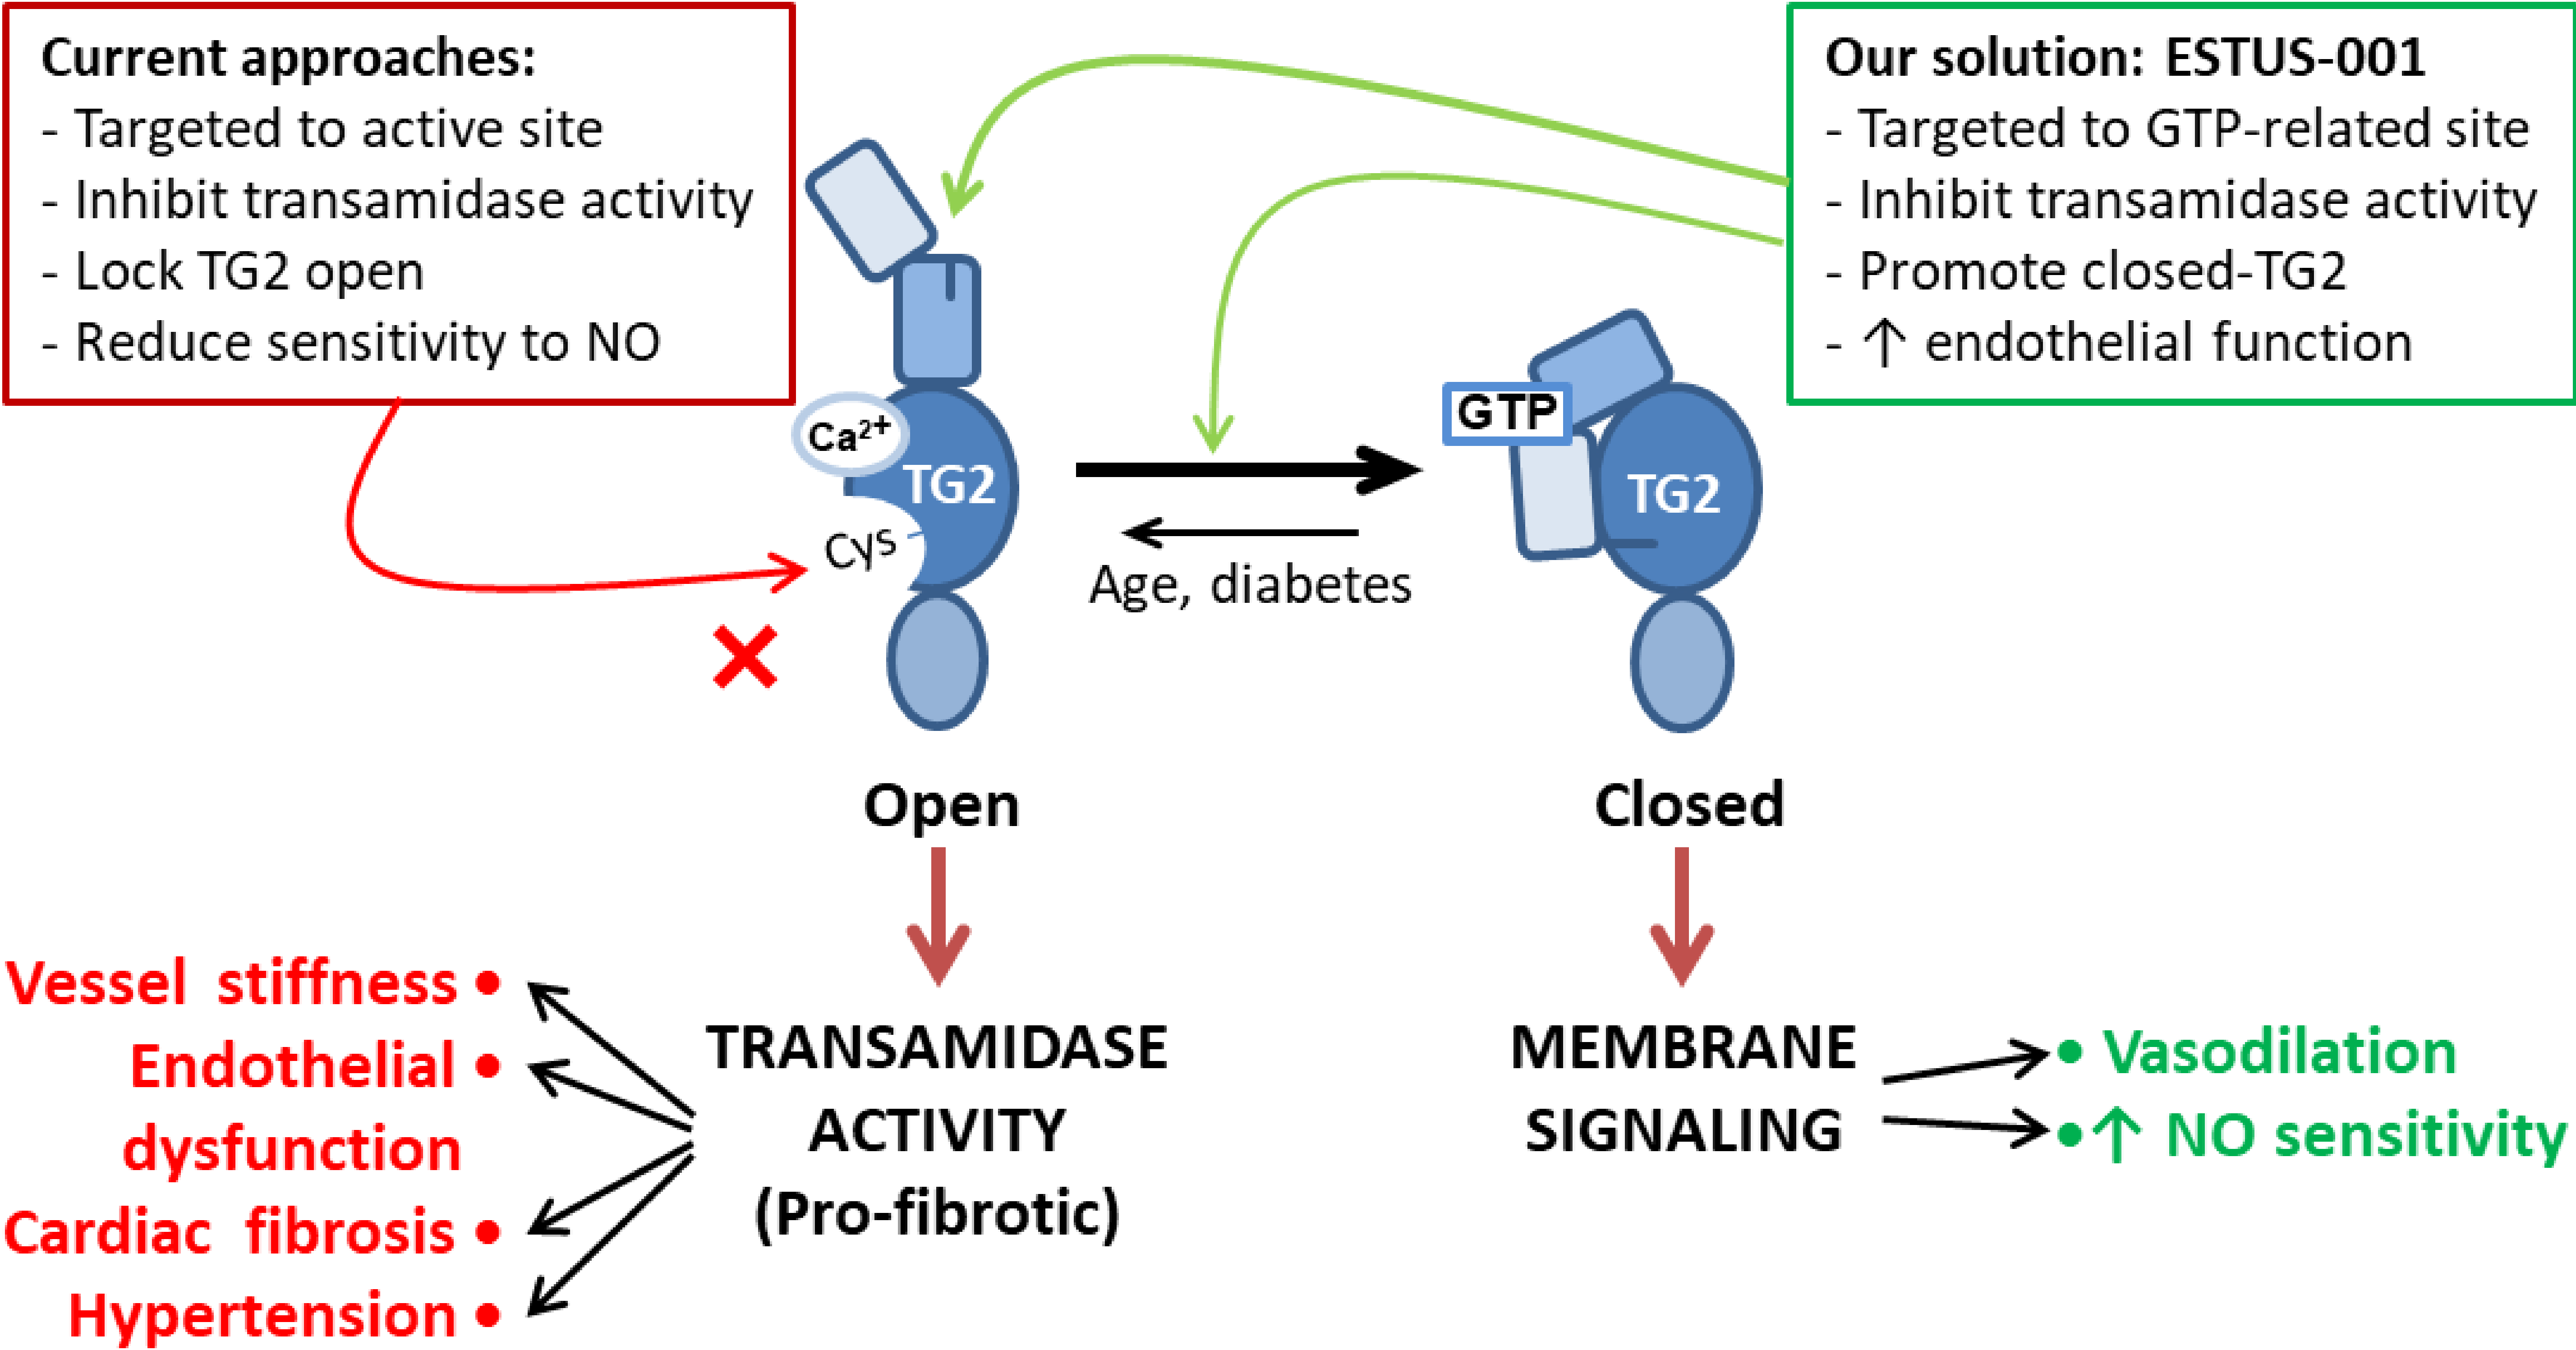 Current approaches:
- Targeted to active site
- Inhibit transamidase activity
- Lock TG2 open
- Reduce sensitivity to NO
Our solution: ESTUS-001
- Targeted to GTP-related site
- Inhibit transamidase activity
- Promote closed-TG2
- ↑ endothelial function
Ca²⁺
TG2
Cys
Age, diabetes
GTP
TG2
Open
Closed
Vessel stiffness •
Endothelial •
dysfunction
Cardiac fibrosis •
Hypertension •
TRANSAMIDASE
ACTIVITY
(Pro-fibrotic)
MEMBRANE
SIGNALING
• Vasodilation
• ↑ NO sensitivity